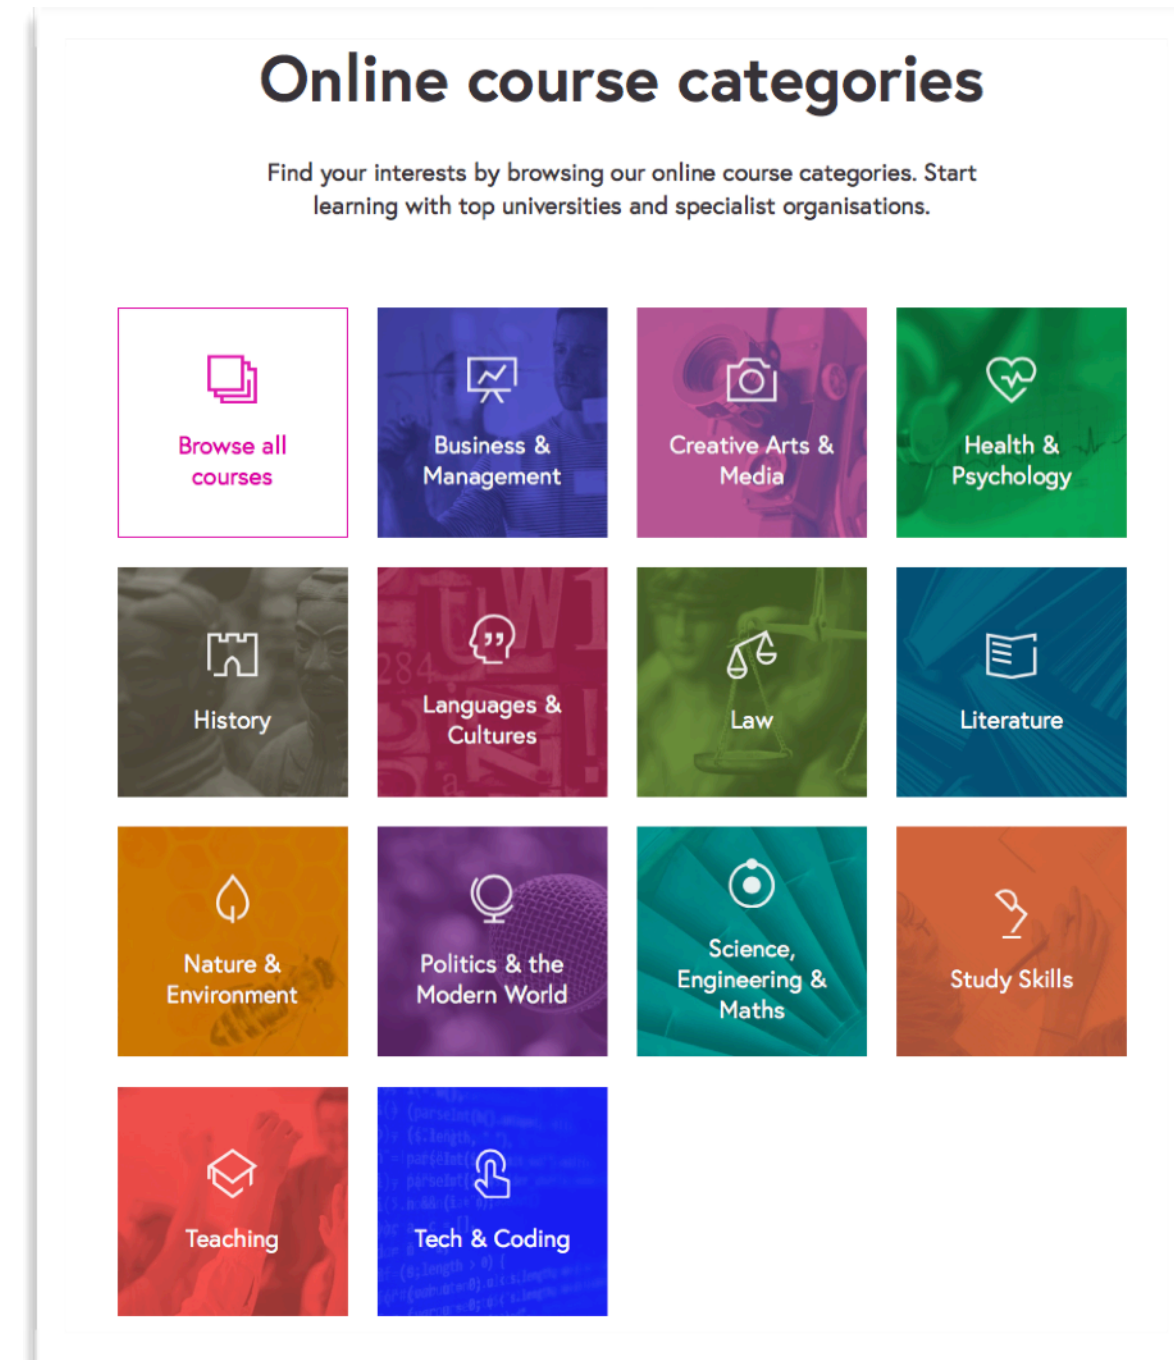 Online course categories
Find your interests by browsing our online course categories. Start
learning with top universities and specialist organisations.
Browse all
courses
Business &
Management
Creative Arts &
Media
Health &
Psychology
History
Languages &
Cultures
Law
Literature
Nature &
Environment
Politics & the
Modern World
Science,
Engineering &
Maths
Study Skills
Teaching
Tech & Coding